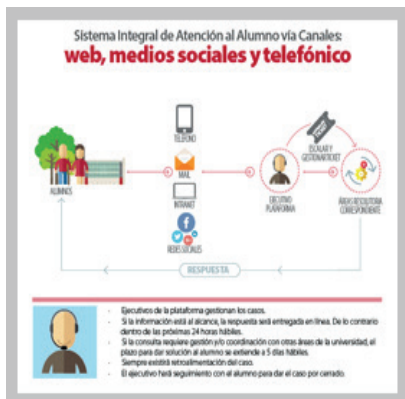 Sistema Integral de Atención al Alumno vía Canales:
web, medios sociales y telefónico
TELÉFONO
MAIL
INTRANET
REDES SOCIALES
ALUMNOS
EJECUTIVO
PLATAFORMA
TICKET
ESCALAR Y
GESTIONAR TICKET
ÁREAS RESOLUTORIA
CORRESPONDIENTE
RESPUESTA
- Ejecutivos de la plataforma gestionan los casos.
- Si la información está al alcance, la respuesta será entregada en línea. De lo contrario
dentro de las próximas 24 horas hábiles.
- Si la consulta requiere gestión y/o coordinación con otras áreas de la universidad, el
plazo para dar solución al alumno se extiende a 5 días hábiles.
- Siempre existirá retroalimentación del caso.
- El ejecutivo hará seguimiento con el alumno para dar el caso por cerrado.